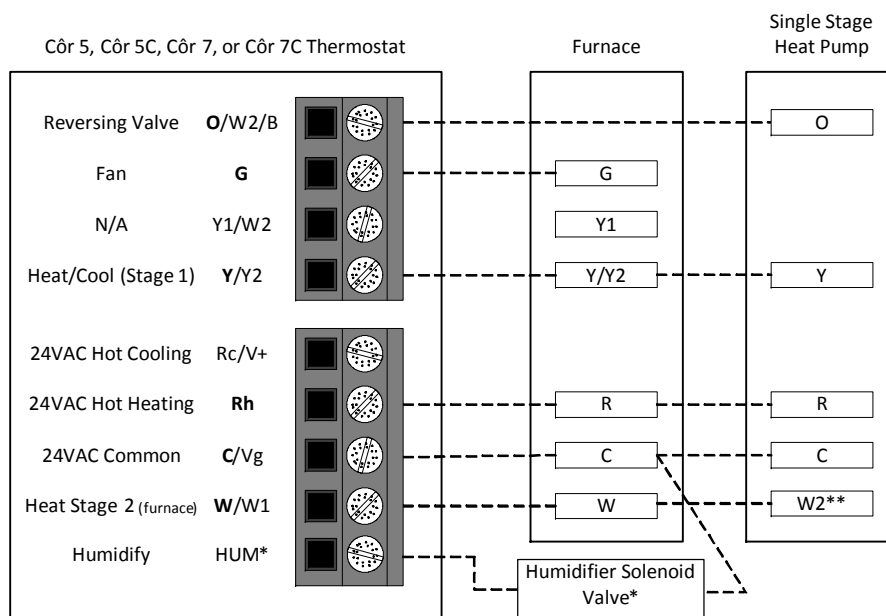 Single Stage
Côr 5, Côr 5C, Côr 7, or Côr 7C Thermostat Furnace Heat Pump
Reversing Valve O/W2/B O
Fan G G
N/A Y1/W2 Y1
Heat/Cool (Stage 1) Y/Y2 Y/Y2 Y
24VAC Hot Cooling Rc/V+
24VAC Hot Heating Rh R R
24VAC Common C/Vg C C
Heat Stage 2 (furnace) W/W1 W W2**
Humidify HUM*
Humidifier Solenoid
Valve*